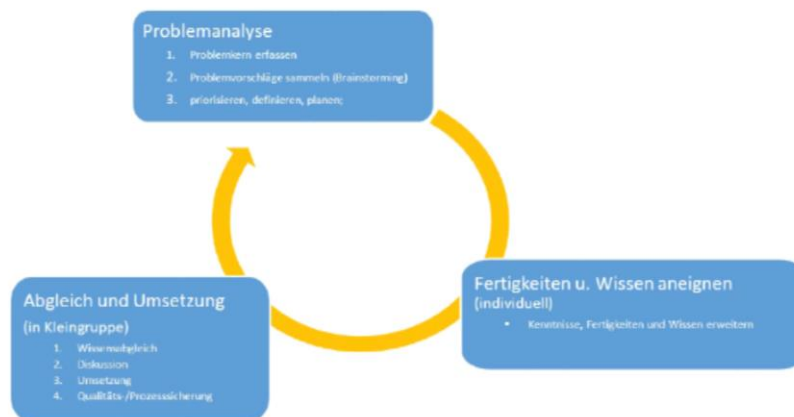 Problemanalyse
1. Problemkern erfassen
2. Problemvorschläge sammeln (Brainstorming)
3. priorisieren, definieren, planen;
Fertigkeiten u. Wissen aneignen
(individuell)
• Kenntnisse, Fertigkeiten und Wissen erweitern
Abgleich und Umsetzung
(in Kleingruppe)
1. Wissensabgleich
2. Diskussion
3. Umsetzung
4. Qualitäts-/Prozesssicherung